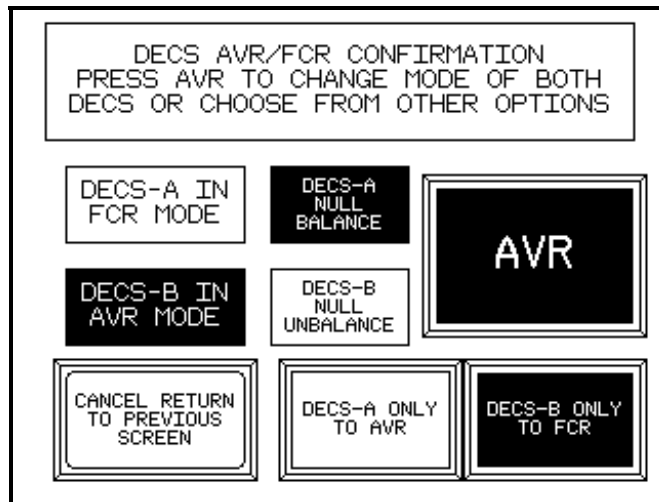 DECS AVR/FCR CONFIRMATION
PRESS AVR TO CHANGE MODE OF BOTH
DECS OR CHOOSE FROM OTHER OPTIONS
DECS-A IN
FCR MODE
DECS-A
NULL
BALANCE
AVR
DECS-B IN
AVR MODE
DECS-B
NULL
UNBALANCE
CANCEL RETURN
TO PREVIOUS
SCREEN
DECS-A ONLY
TO AVR
DECS-B ONLY
TO FCR